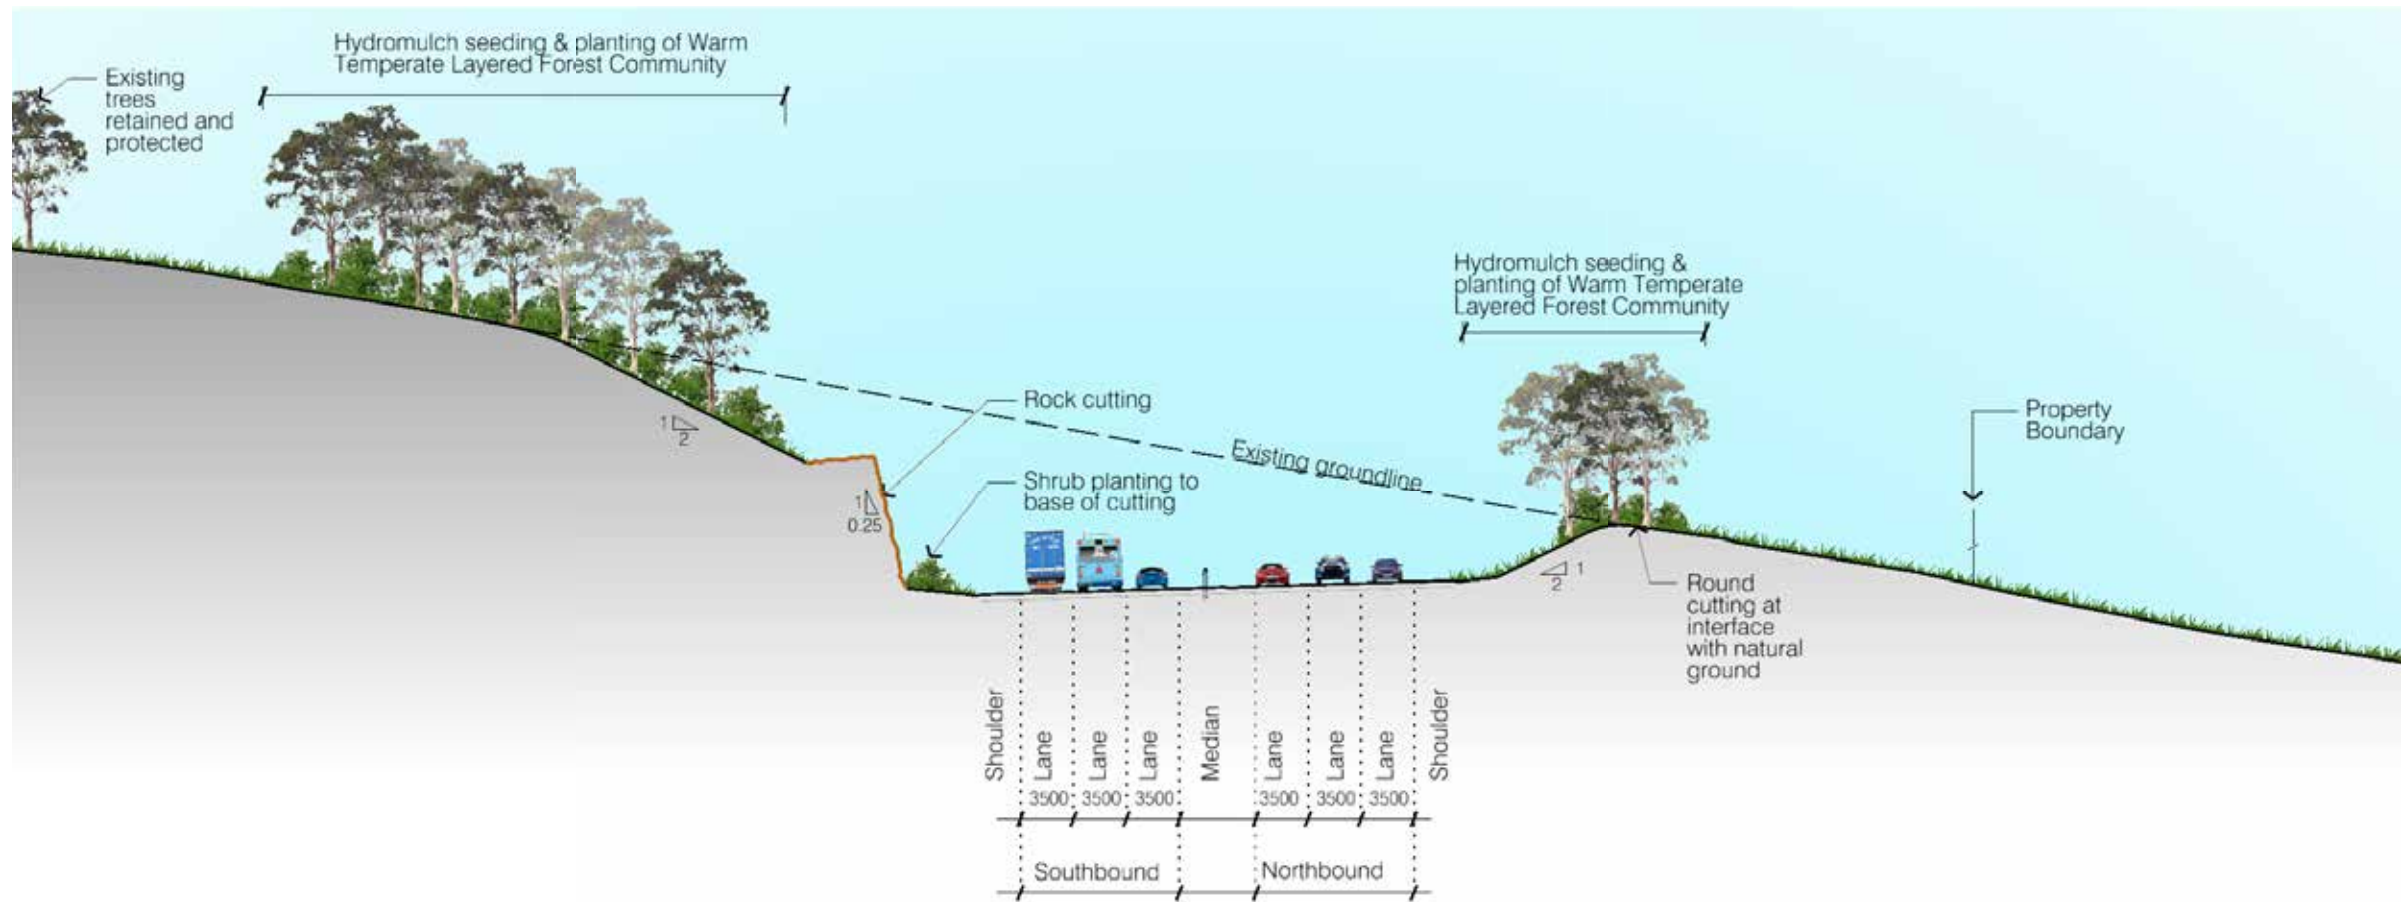 Hydromulch seeding & planting of Warm
Temperate Layered Forest Community
Existing
trees
retained and
protected
Hydromulch seeding &
planting of Warm Temperate
Layered Forest Community
Rock cutting
Property
Boundary
Existing groundline
Shrub planting to
base of cutting
1
2
1
0.25
1
2
Round
cutting at
interface
with natural
ground
Shoulder
Lane
Lane
Lane
Median
Lane
Lane
Lane
Shoulder
3500 3500 3500 3500 3500 3500
Southbound
Northbound